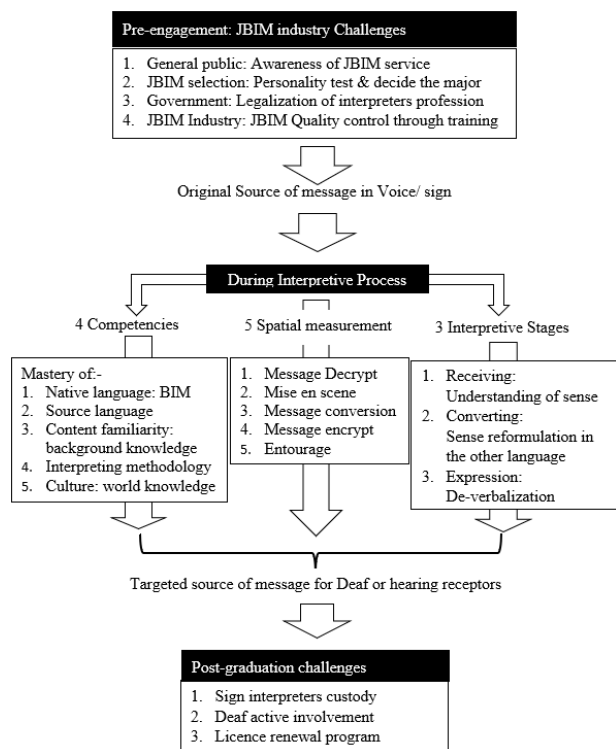 Pre-engagement: JBIM industry Challenges
1. General public: Awareness of JBIM service
2. JBIM selection: Personality test & decide the major
3. Government: Legalization of interpreters profession
4 JBIM Industry: JBIM Quality control through training
Original Source of message in Voice/ sign
During Interpretive Process
4 Competencies
Mastery of:-
1. Native language: BIM
2. Source language
3. Content familiarity:
background knowledge
4. Interpreting methodology
5. Culture: world knowledge
5 Spatial measurement
1. Message Decrypt
2. Mise en scene
3. Message conversion
4. Message encrypt
5. Entourage
3 Interpretive Stages
1. Receiving:
Understanding of sense
2. Converting:
Sense reformulation in
the other language
3. Expression:
De-verbalization
Targeted source of message for Deaf or hearing receptors
Post-graduation challenges
1. Sign interpreters custody
2. Deaf active involvement
3. Licence renewal program